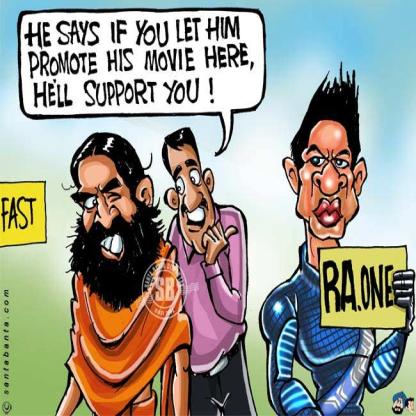 HE SAYS IF YOU LET HIM
PROMOTE HIS MOVIE HERE,
HE'LL SUPPORT YOU !
FAST
RA.ONE
SB
© santabanta.com